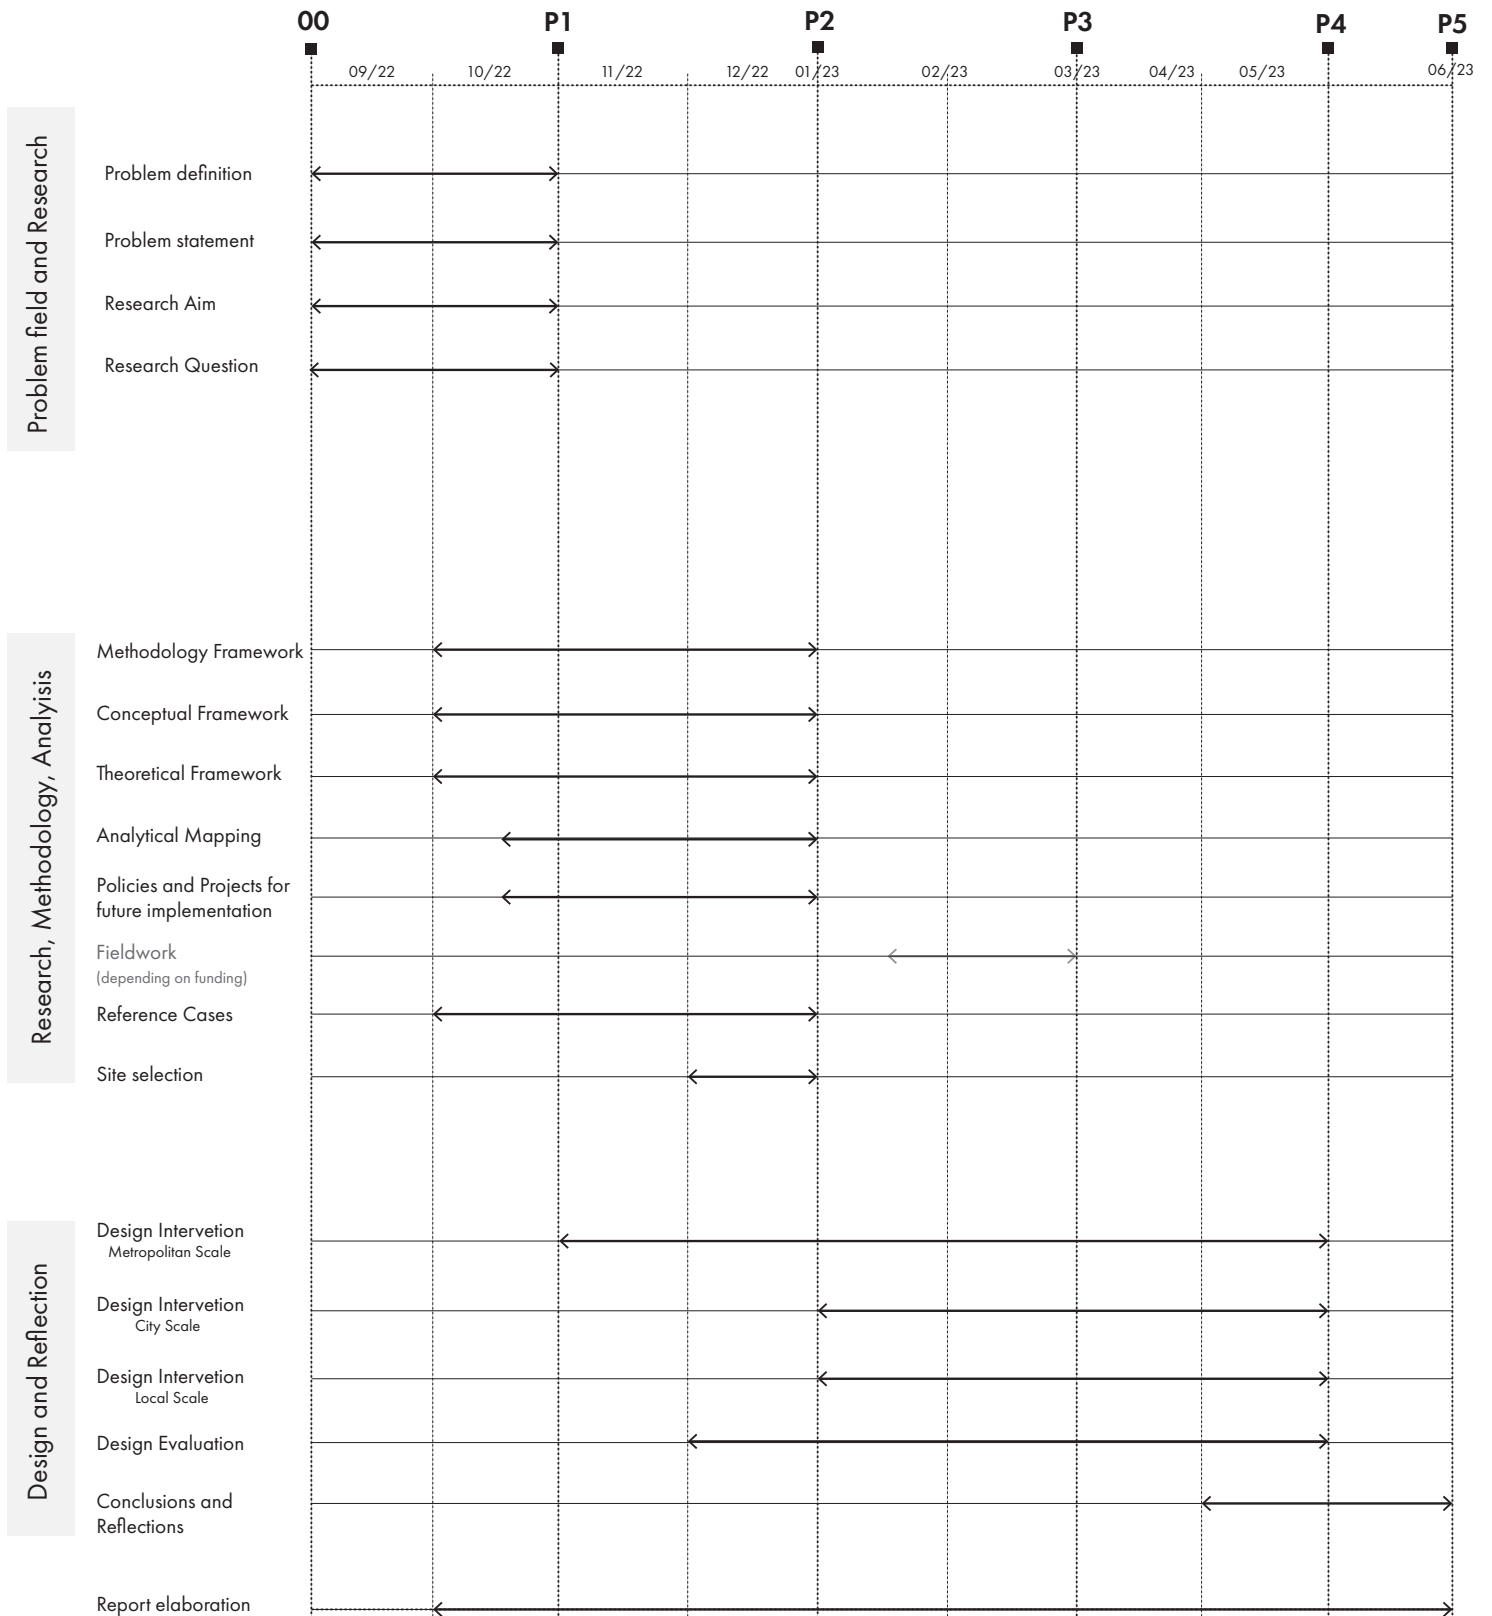 00 P1 P2 P3 P4 P5
09/22 10/22 11/22 12/22 01/23 02/23 03/23 04/23 05/23 06/23
Problem field and Research
Problem definition
Problem statement
Research Aim
Research Question
Research, Methodology, Analyisis
Methodology Framework
Conceptual Framework
Theoretical Framework
Analytical Mapping
Policies and Projects for
future implementation
Fieldwork
(depending on funding)
Reference Cases
Site selection
Design and Reflection
Design Intervetion
Metropolitan Scale
Design Intervetion
City Scale
Design Intervetion
Local Scale
Design Evaluation
Conclusions and
Reflections
Report elaboration